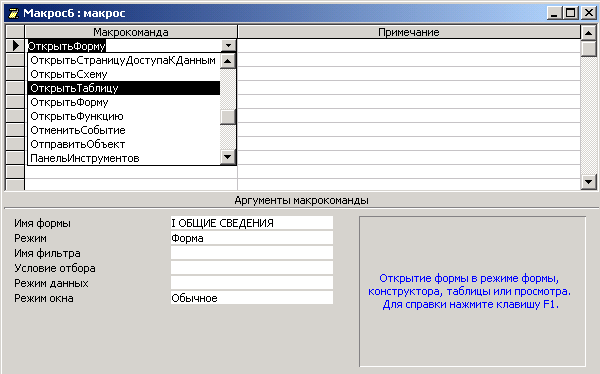 Макрос6 : макрос
Макрокоманда Примечание
ОткрытьФорму
ОткрытьСтраницуДоступаКДанным
ОткрытьСхему
ОткрытьТаблицу
ОткрытьФорму
ОткрытьФункцию
ОтменитьСобытие
ОтправитьОбъект
ПанельИнструментов
Аргументы макрокоманды
Имя формы I ОБЩИЕ СВЕДЕНИЯ
Режим Форма
Имя фильтра
Условие отбора
Режим данных
Режим окна Обычное
Открытие формы в режиме формы,
конструктора, таблицы или просмотра.
Для справки нажмите клавишу F1.